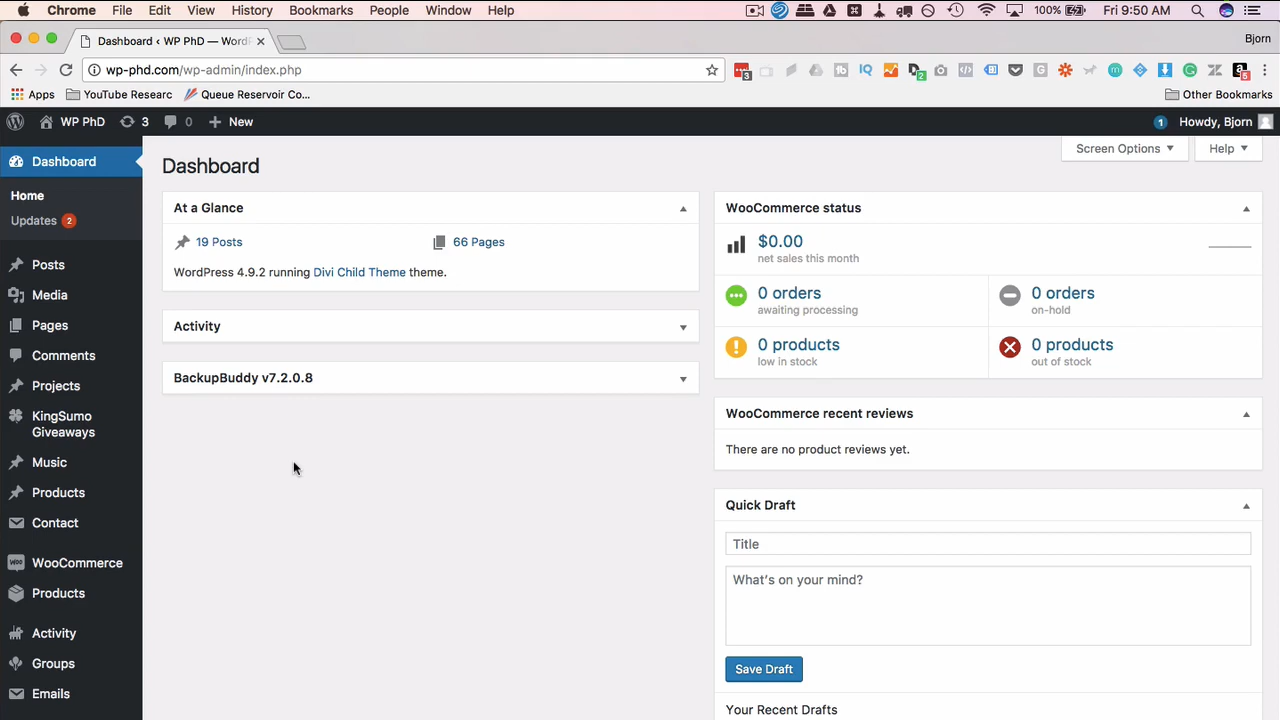 Chrome File Edit View History Bookmarks People Window Help 100% Fri 9:50 AM
Dashboard ‹ WP PhD — Word Bjorn
wp-phd.com/wp-admin/index.php 3 IQ 2 G 5
Apps YouTube Researc Queue Reservoir Co... Other Bookmarks
WP PhD 3 0 New 1 Howdy, Bjorn
Dashboard
Home
Updates 2
Posts
Media
Pages
Comments
Projects
KingSumo
Giveaways
Music
Products
Contact
WooCommerce
Products
Activity
Groups
Emails
Screen Options ▼ Help ▼
Dashboard
At a Glance
19 Posts 66 Pages
WordPress 4.9.2 running Divi Child Theme theme.
Activity
BackupBuddy v7.2.0.8
WooCommerce status
$0.00
net sales this month
0 orders
awaiting processing
0 orders
on-hold
0 products
low in stock
0 products
out of stock
WooCommerce recent reviews
There are no product reviews yet.
Quick Draft
Title
What's on your mind?
Save Draft
Your Recent Drafts